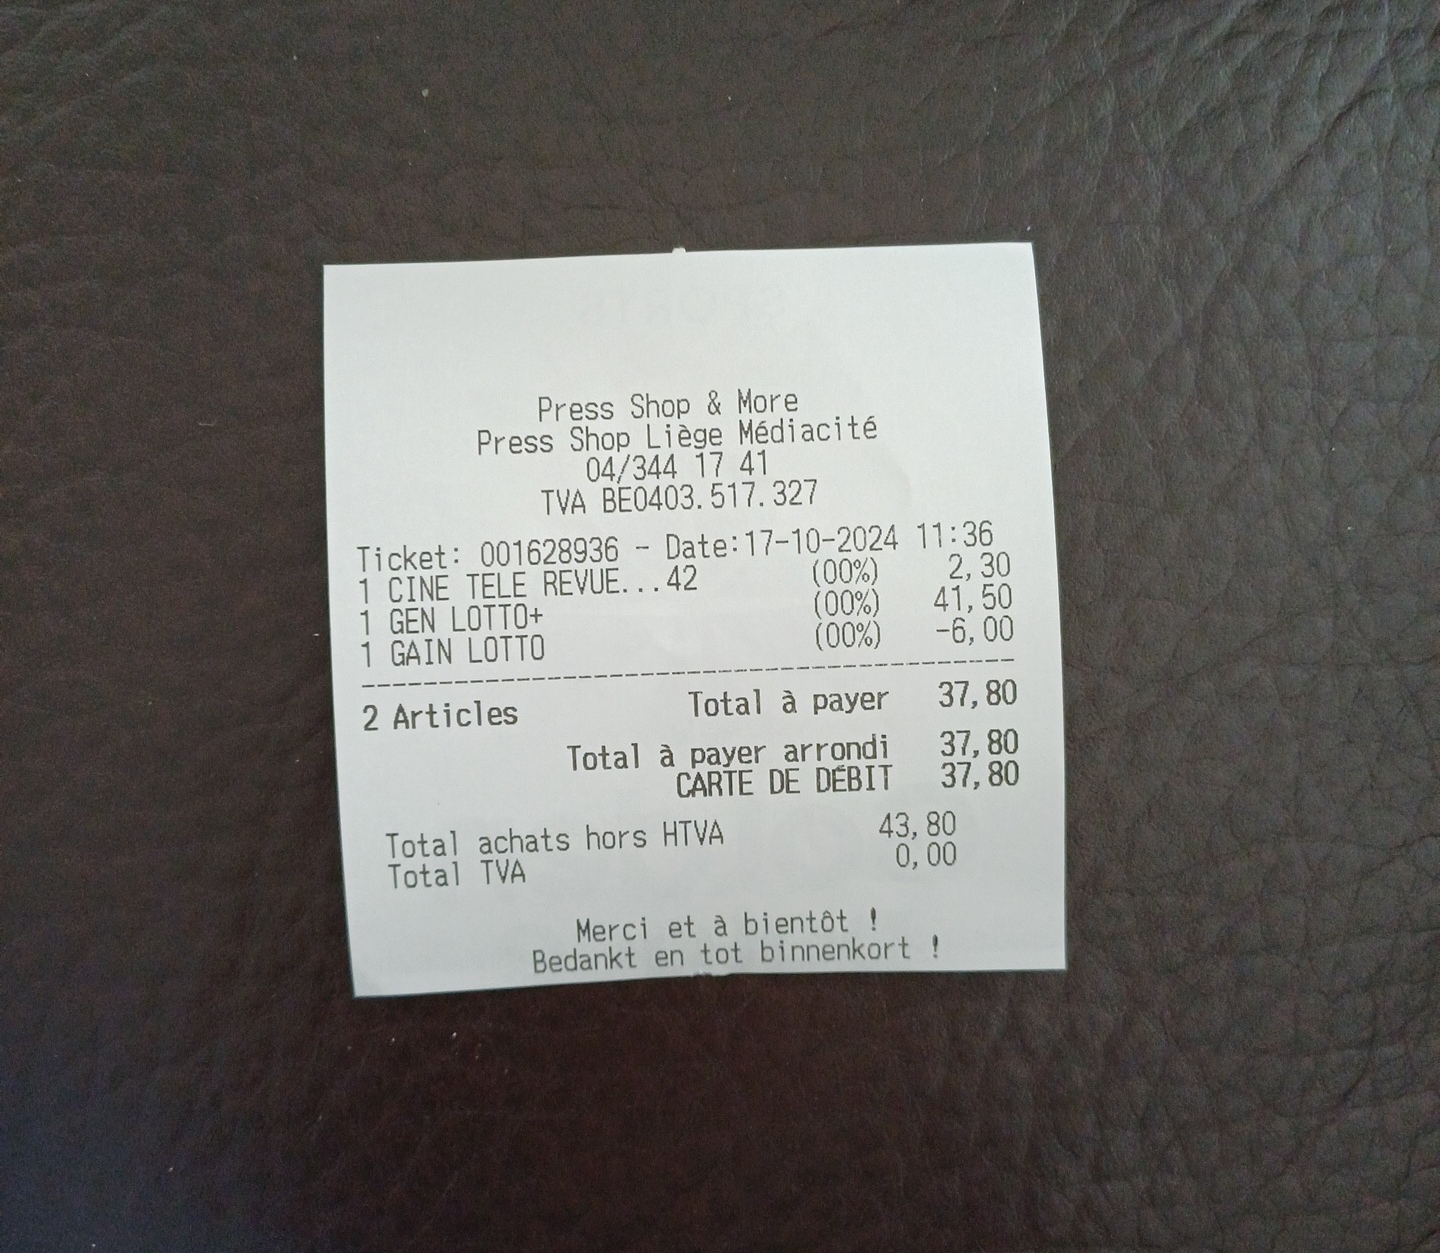 Press Shop & More
Press Shop Liège Médiacité
04/344 17 41
TVA BE0403.517.327
Ticket: 001628936 - Date:17-10-2024 11:36
1 CINE TELE REVUE...42 (00%) 2,30
1 GEN LOTTO+ (00%) 41,50
1 GAIN LOTTO (00%) -6,00
2 Articles Total à payer 37,80
Total à payer arrondi 37,80
CARTE DE DÉBIT 37,80
Total achats hors HTVA 43,80
Total TVA 0,00
Merci et à bientôt !
Bedankt en tot binnenkort !